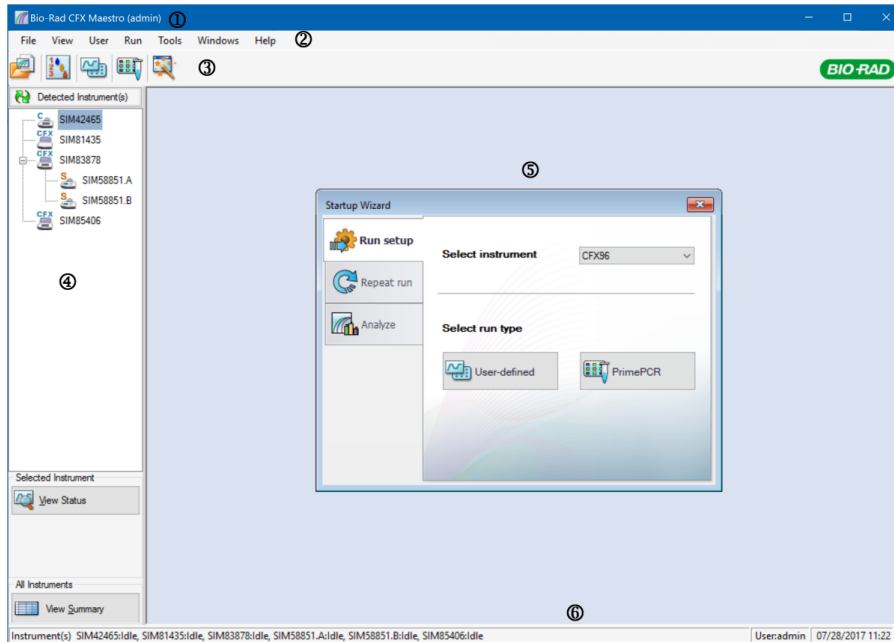 Bio-Rad CFX Maestro (admin) ①
File View User Run Tools Windows Help ②
③
BIO-RAD
Detected Instrument(s)
C SIM42465
CFX SIM81435
CFX SIM83878
S SIM58851.A
S SIM58851.B
CFX SIM85406
④
⑤
Startup Wizard
Run setup
Repeat run
Analyze
Select instrument CFX96
Select run type
User-defined PrimePCR
Selected Instrument
View Status
All Instruments
View Summary
⑥
Instrument(s) SIM42465:Idle, SIM81435:Idle, SIM83878:Idle, SIM58851.A:Idle, SIM58851.B:Idle, SIM85406:Idle User:admin 07/28/2017 11:22